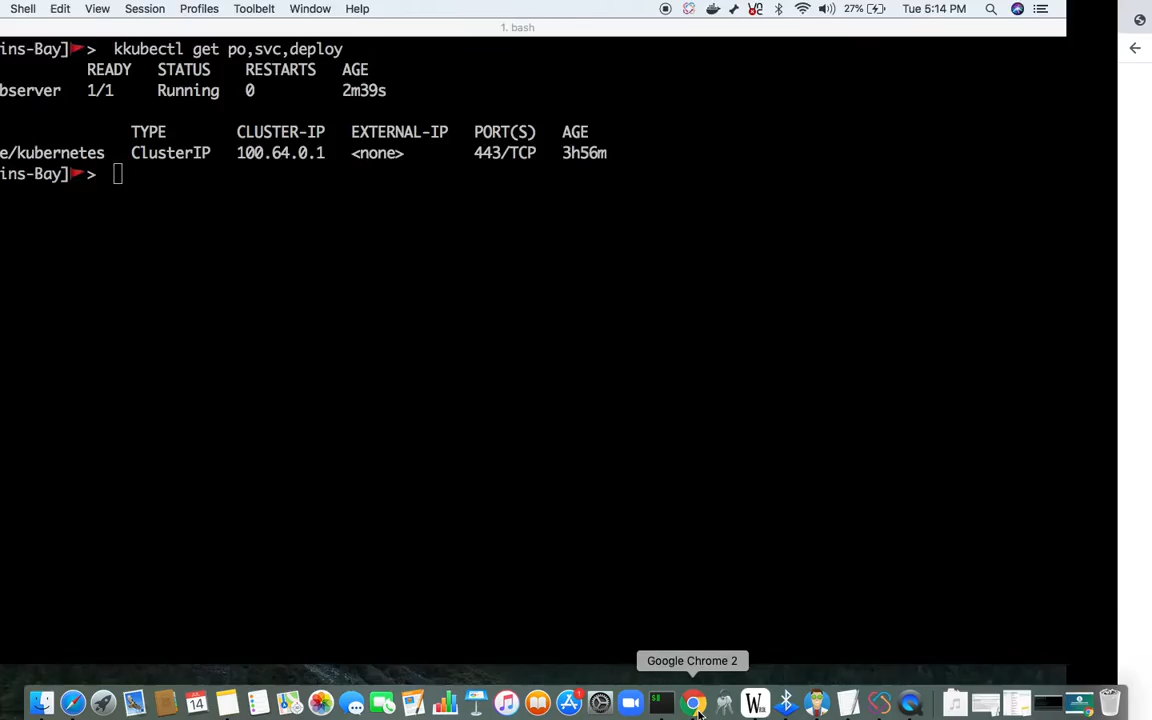 Shell Edit View Session Profiles Toolbelt Window Help 27% Tue 5:14 PM
1. bash
ins-Bay] > kkubectl get po,svc,deploy
READY STATUS RESTARTS AGE
bserver 1/1 Running 0 2m39s
TYPE CLUSTER-IP EXTERNAL-IP PORT(S) AGE
e/kubernetes ClusterIP 100.64.0.1 <none> 443/TCP 3h56m
ins-Bay] >
Google Chrome 2
14
1
W